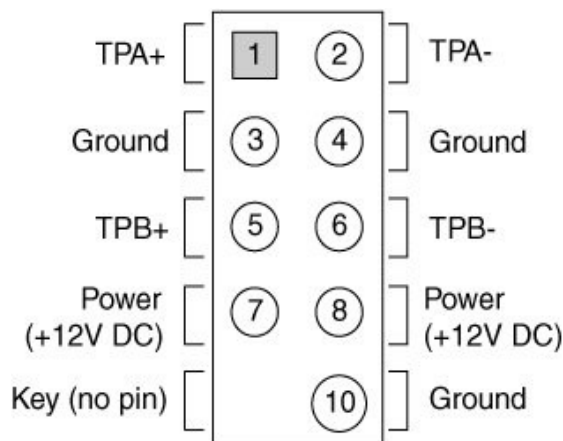 TPA+ 1 2 TPA-
Ground 3 4 Ground
TPB+ 5 6 TPB-
Power 7 8 Power
(+12V DC) (+12V DC)
Key (no pin) 10 Ground